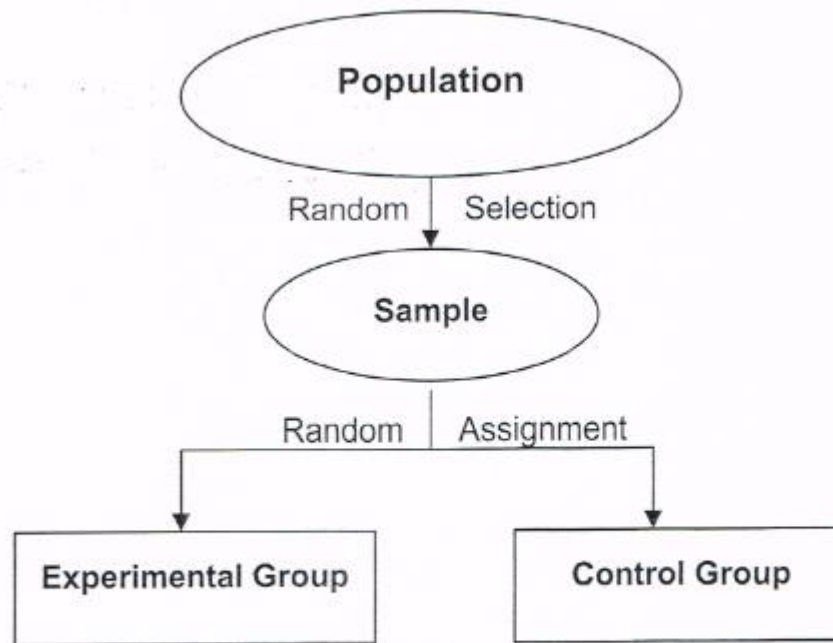 Population
Random Selection
Sample
Random Assignment
Experimental Group
Control Group